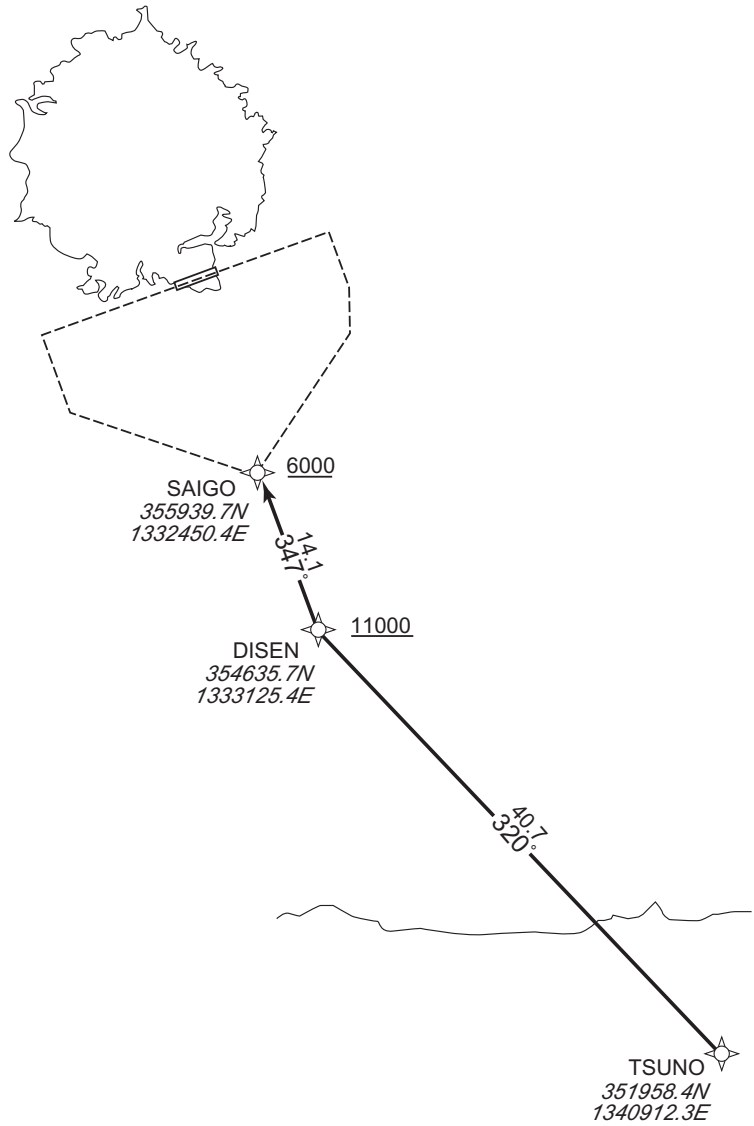 6000
SAIGO
355939.7N
1332450.4E
14.1
347°
11000
DISEN
354635.7N
1333125.4E
40.7
320°
TSUNO
351958.4N
1340912.3E